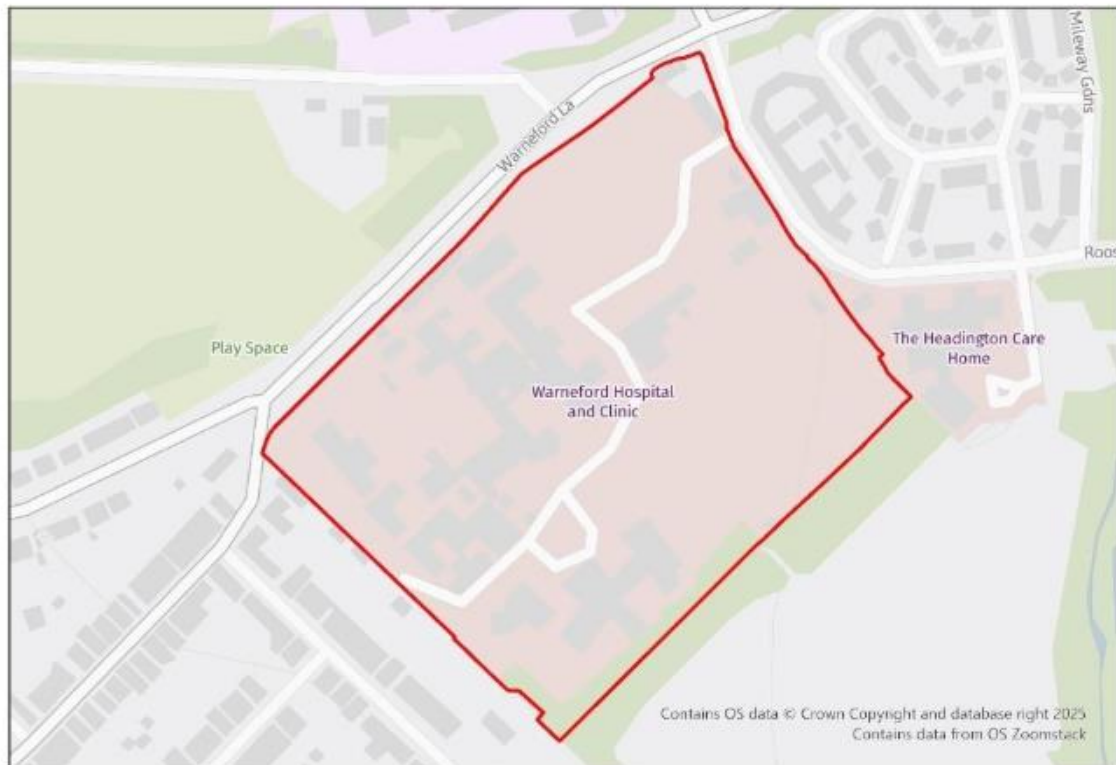 Mileway Gdns
Warneford La
Roos
Play Space
The Headington Care
Home
Warneford Hospital
and Clinic
Contains OS data © Crown Copyright and database right 2025
Contains data from OS Zoomstack